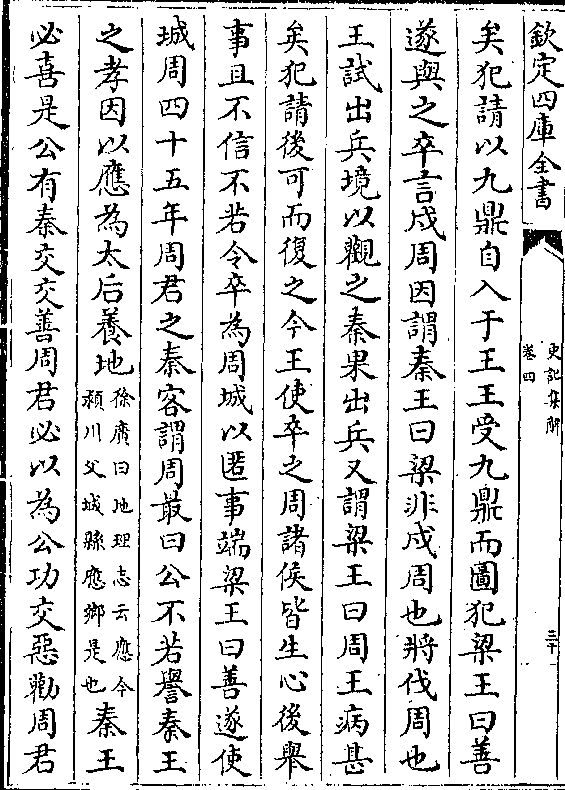 欽定四庫全書
史記集解
卷四
三十
矣犯請以九鼎自入于王王受九鼎而圖犯梁王曰善
遂與之卒言戍周因謂秦王曰梁非戍周也將伐周也
王試出兵境以觀之秦果出兵又謂梁王曰周王病甚
矣犯請後可而復之今王使卒之周諸侯皆生心後舉
事且不信不若令卒為周城以匿事端梁王曰善遂使
城周四十五年周君之秦客謂周最曰公不若譽秦王
之孝因以應為太后養地徐廣曰地理志云應今潁川父城縣應鄉是也秦王
必喜是公有秦交交善周君必以為公功交惡勸周君